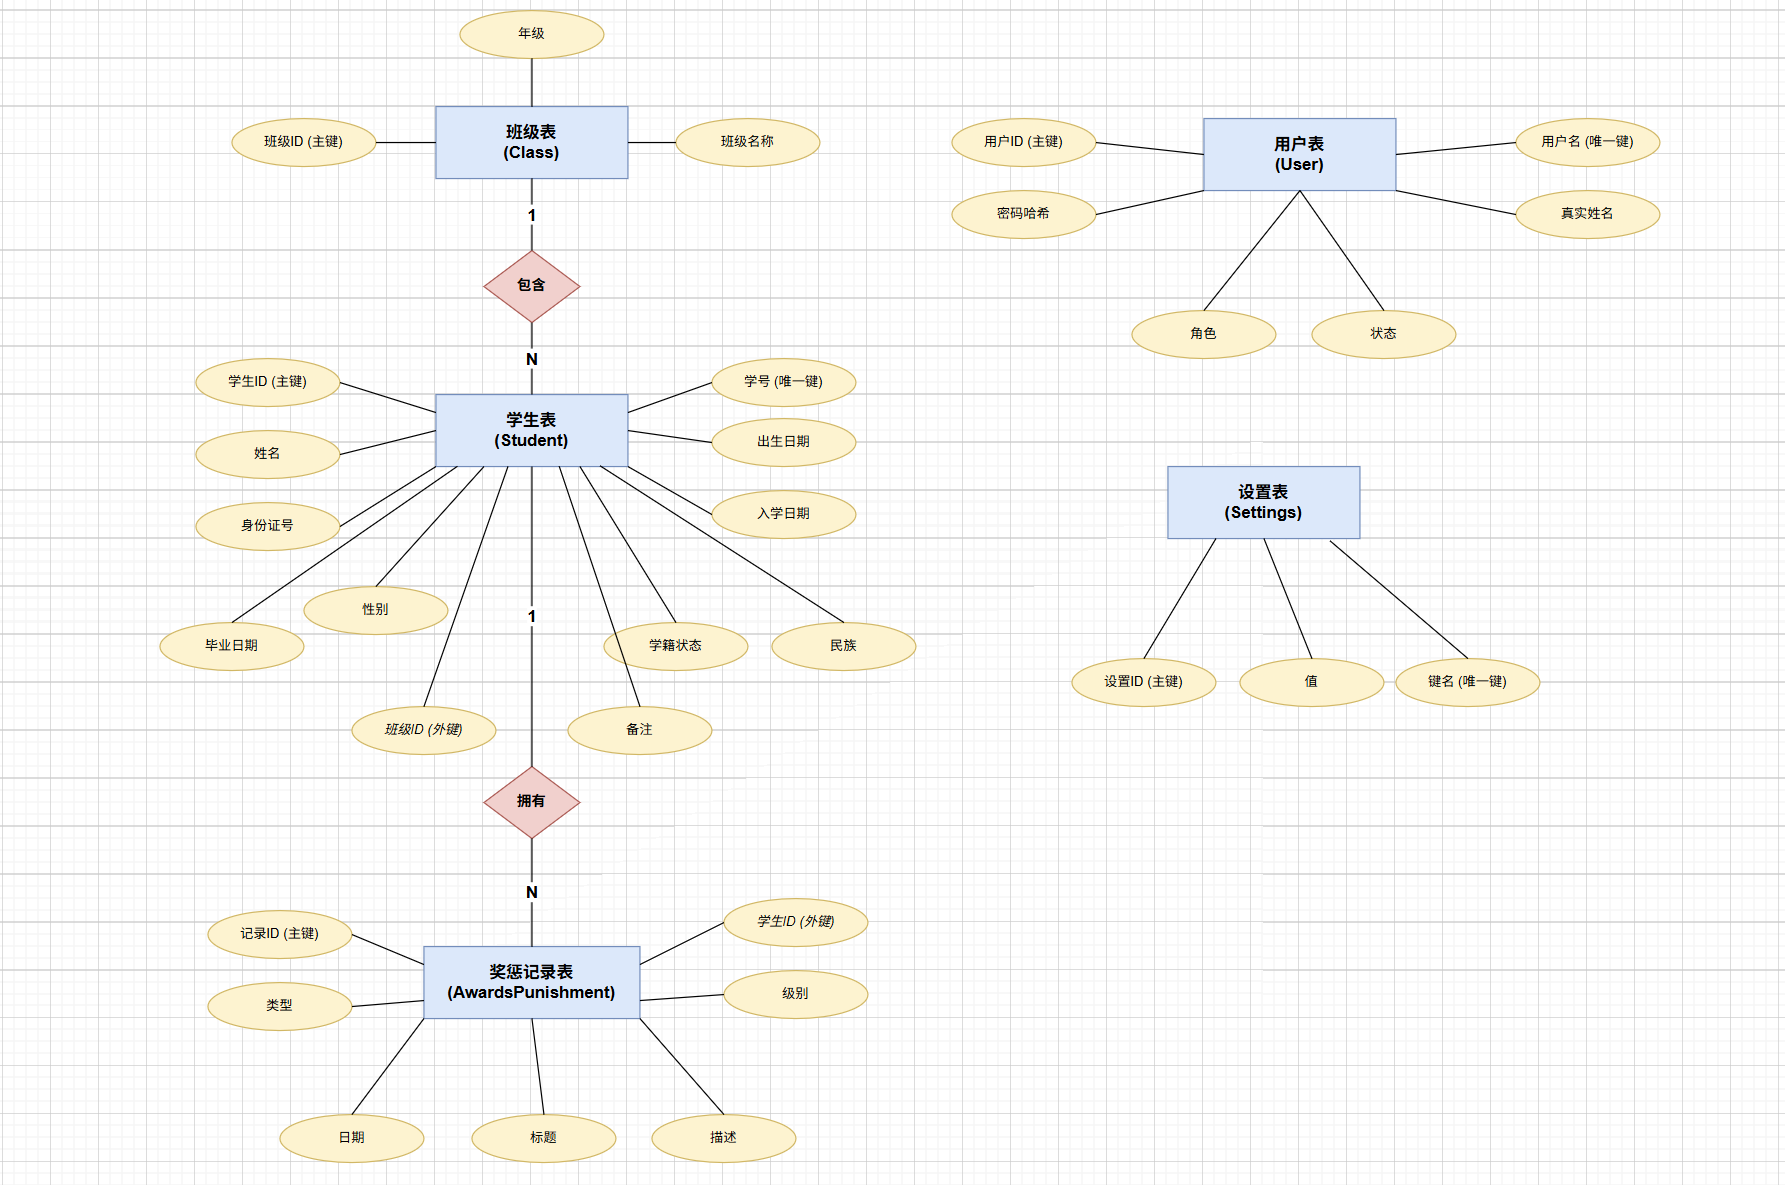 年级
班级ID (主键)
班级表
(Class)
班级名称
1
包含
N
学生ID (主键)
学号 (唯一键)
学生表
(Student)
姓名
出生日期
身份证号
入学日期
性别
1
毕业日期
学籍状态
民族
班级ID (外键)
备注
拥有
N
记录ID (主键)
学生ID (外键)
奖惩记录表
(AwardsPunishment)
类型
级别
日期
标题
描述
用户ID (主键)
用户表
(User)
用户名 (唯一键)
密码哈希
真实姓名
角色
状态
设置表
(Settings)
设置ID (主键)
值
键名 (唯一键)